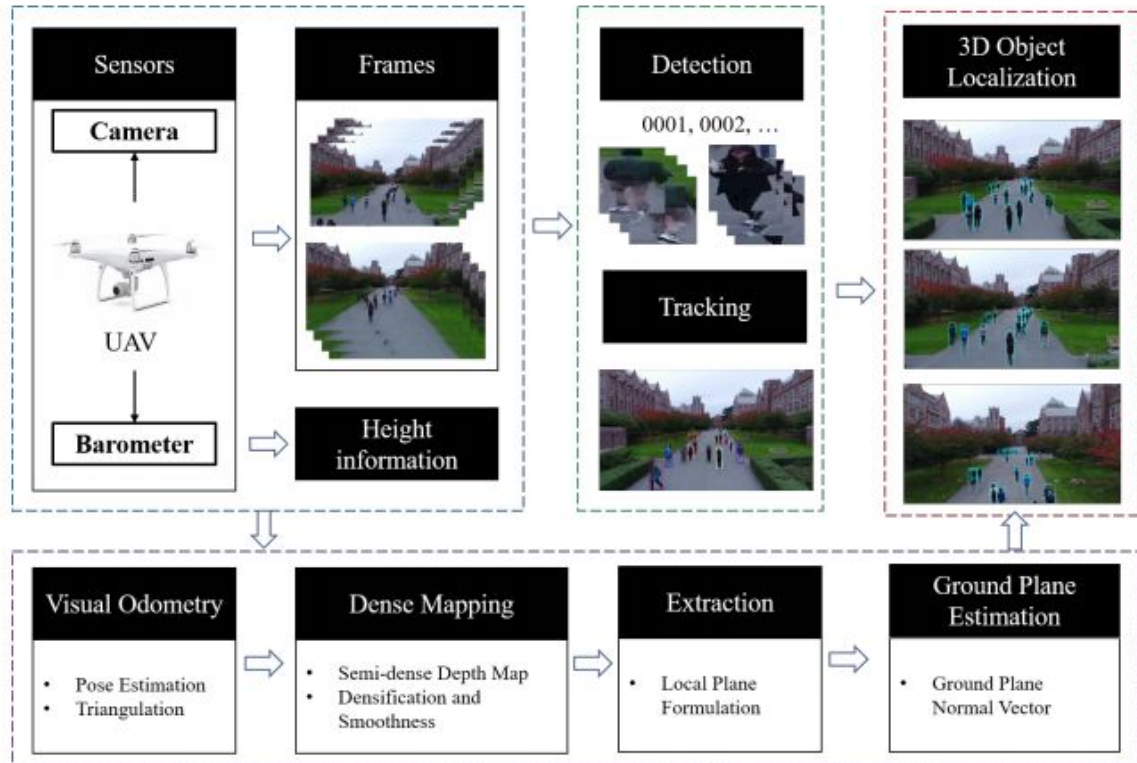 Sensors
Camera
UAV
Barometer
Frames
Height
information
Detection
0001, 0002, …
Tracking
3D Object
Localization
Visual Odometry
• Pose Estimation
• Triangulation
Dense Mapping
• Semi-dense Depth Map
• Densification and
Smoothness
Extraction
• Local Plane
Formulation
Ground Plane
Estimation
• Ground Plane
Normal Vector